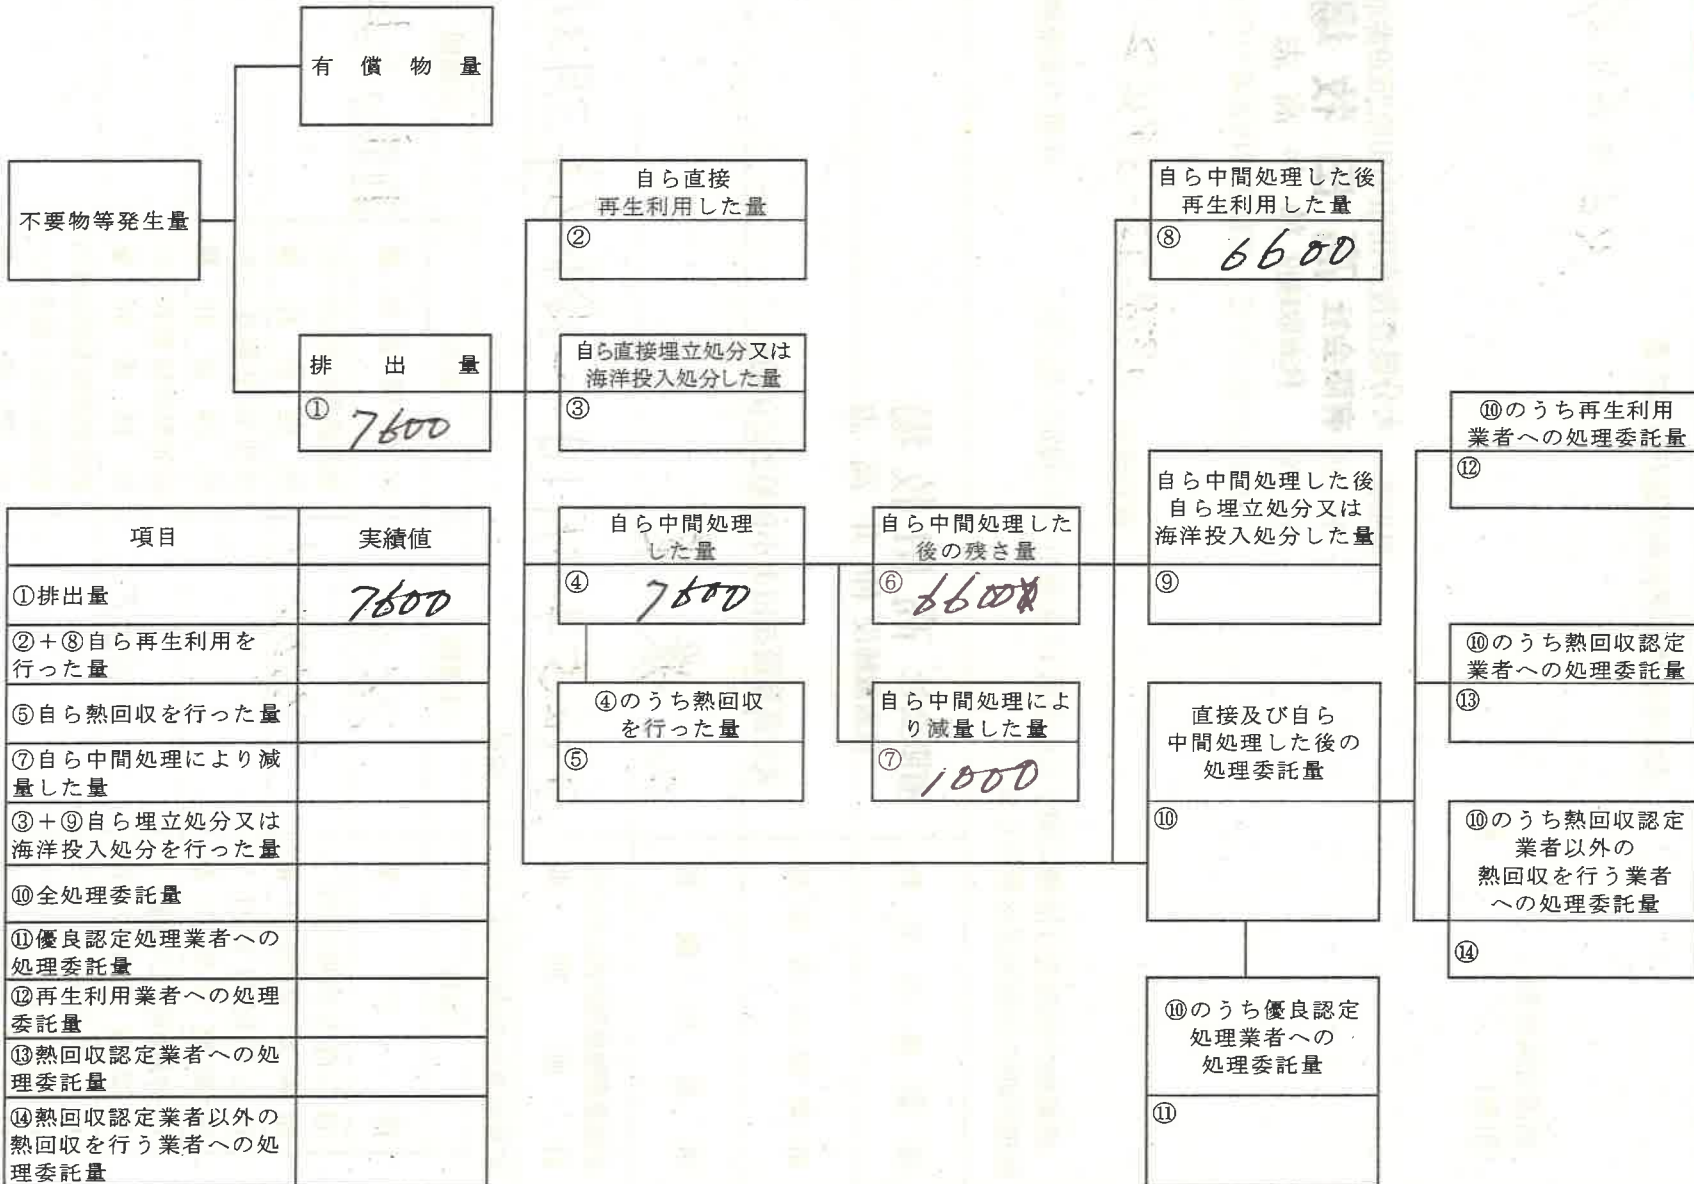 有償物量
不要物等発生量
排出量
① 7600
自ら直接
再生利用した量
②
自ら直接埋立処分又は
海洋投入処分した量
③
自ら中間処理
した量
④ 7600
④のうち熱回収
を行った量
⑤
自ら中間処理した
後の残さ量
⑥ 6600
自ら中間処理によ
り減量した量
⑦ 1000
自ら中間処理した後
再生利用した量
⑧ 6600
自ら中間処理した後
自ら埋立処分又は
海洋投入処分した量
⑨
直接及び自ら
中間処理した後の
処理委託量
⑩
⑩のうち優良認定
処理業者への
処理委託量
⑪
⑩のうち再生利用
業者への処理委託量
⑫
⑩のうち熱回収認定
業者への処理委託量
⑬
⑩のうち熱回収認定
業者以外の
熱回収を行う業者
への処理委託量
⑭
項目 実績値
①排出量 7600
②+⑧自ら再生利用を
行った量
⑤自ら熱回収を行った量
⑦自ら中間処理により減
量した量
③+⑨自ら埋立処分又は
海洋投入処分を行った量
⑩全処理委託量
⑪優良認定処理業者への
処理委託量
⑫再生利用業者への処理
委託量
⑬熱回収認定業者への処
理委託量
⑭熱回収認定業者以外の
熱回収を行う業者への処
理委託量